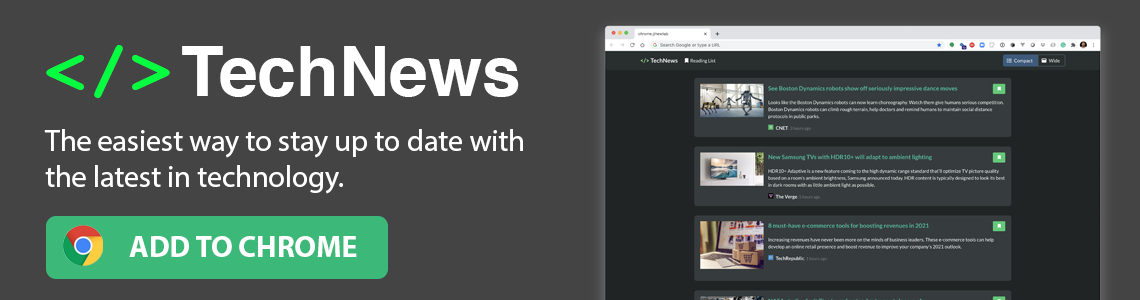 </> TechNews
The easiest way to stay up to date with
the latest in technology.
ADD TO CHROME
chrome://newtab
Search Google or type a URL
</> TechNews Reading List Compact Wide
See Boston Dynamics robots show off seriously impressive dance moves
Looks like the Boston Dynamics robots can now learn choreography. Watch them give humans serious competition.
Boston Dynamics robots can climb rough terrain, help doctors and remind humans to maintain social distance
protocols in public parks.
CNET 2 hours ago
New Samsung TVs with HDR10+ will adapt to ambient lighting
HDR10+ Adaptive is a new feature coming to the high dynamic range standard that'll optimize TV picture quality
based on a room's ambient brightness, Samsung announced today. HDR content is typically designed to look its best
in dark rooms with as little ambient light as possible.
The Verge hours ago
8 must-have e-commerce tools for boosting revenues in 2021
Increasing revenues have never been more on the minds of business leaders. These e-commerce tools can help
develop an online retail presence and boost revenue to improve your company's 2021 outlook.
TechRepublic hours ago